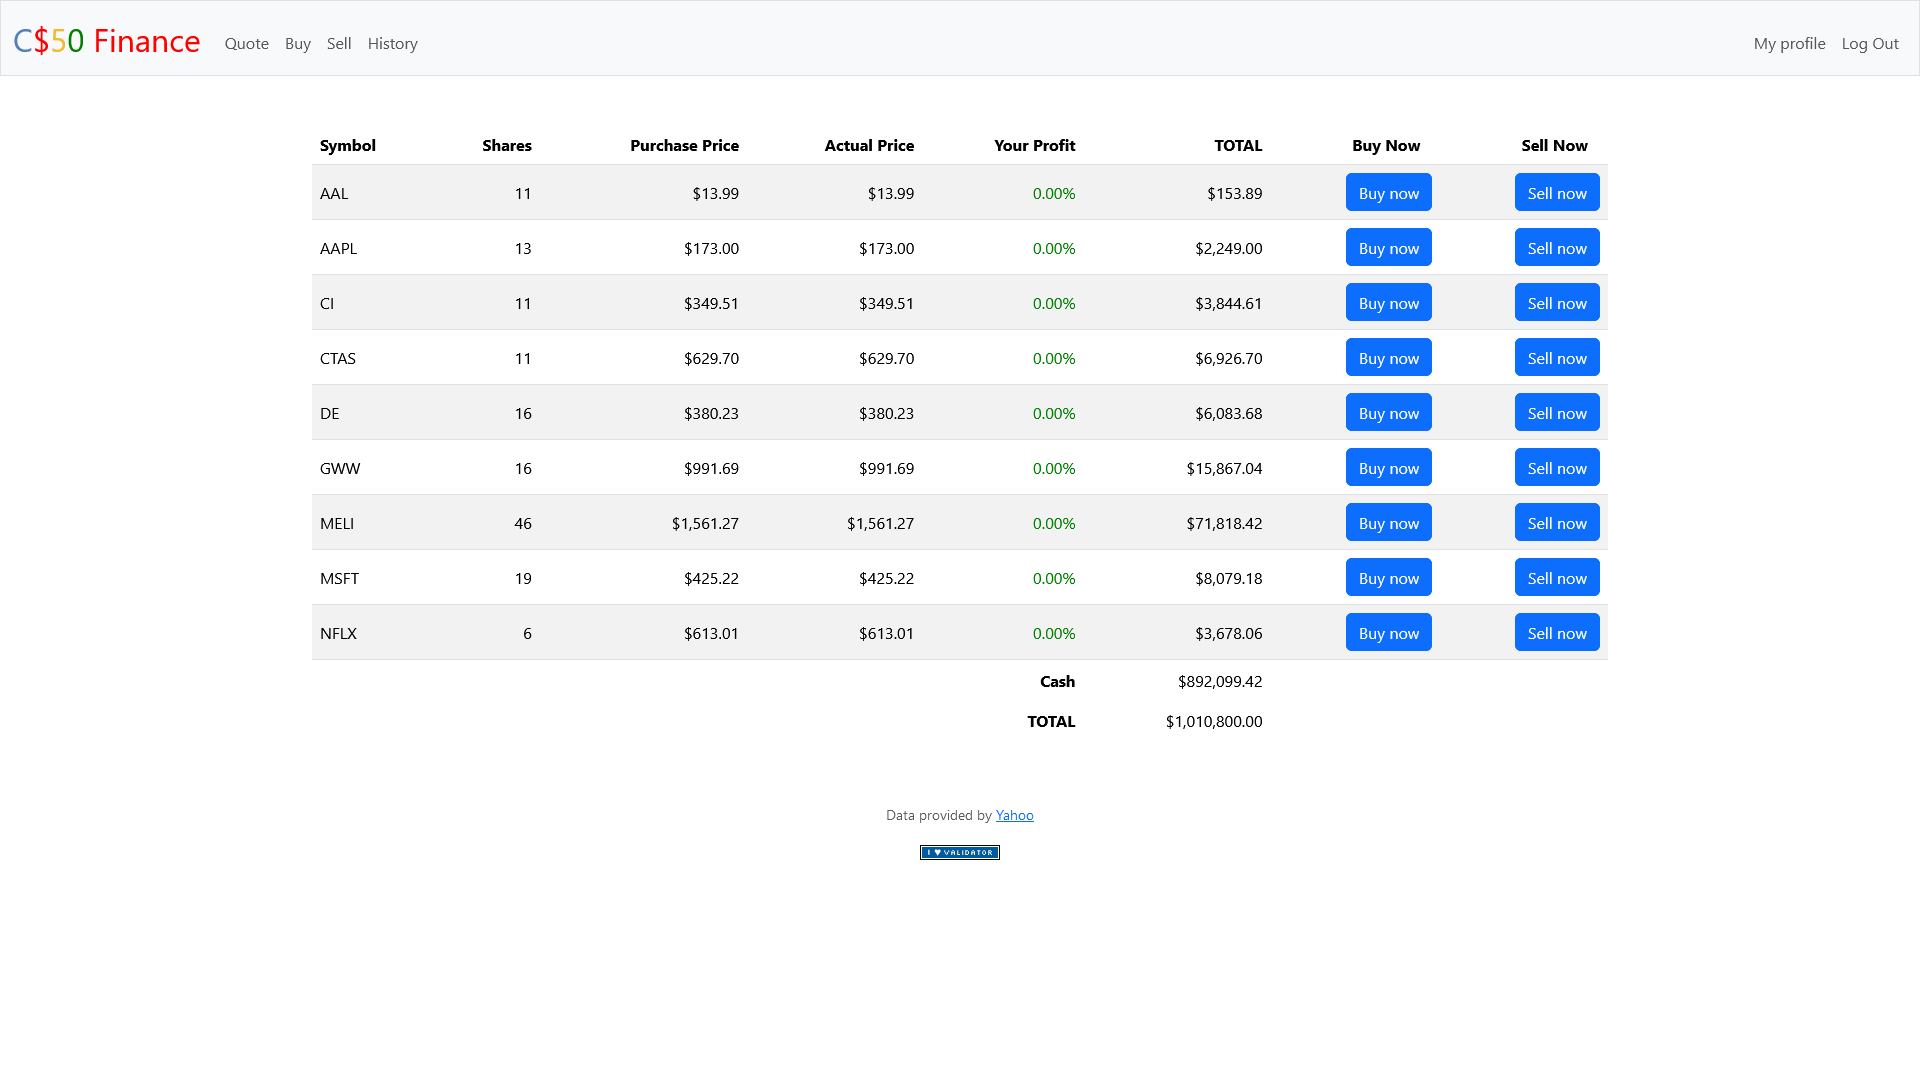 C$50 Finance Quote Buy Sell History My profile Log Out
Symbol Shares Purchase Price Actual Price Your Profit TOTAL Buy Now Sell Now
AAL 11 $13.99 $13.99 0.00% $153.89 Buy now Sell now
AAPL 13 $173.00 $173.00 0.00% $2,249.00 Buy now Sell now
CI 11 $349.51 $349.51 0.00% $3,844.61 Buy now Sell now
CTAS 11 $629.70 $629.70 0.00% $6,926.70 Buy now Sell now
DE 16 $380.23 $380.23 0.00% $6,083.68 Buy now Sell now
GWW 16 $991.69 $991.69 0.00% $15,867.04 Buy now Sell now
MELI 46 $1,561.27 $1,561.27 0.00% $71,818.42 Buy now Sell now
MSFT 19 $425.22 $425.22 0.00% $8,079.18 Buy now Sell now
NFLX 6 $613.01 $613.01 0.00% $3,678.06 Buy now Sell now
Cash $892,099.42
TOTAL $1,010,800.00
Data provided by Yahoo
I ♥ VALIDATOR